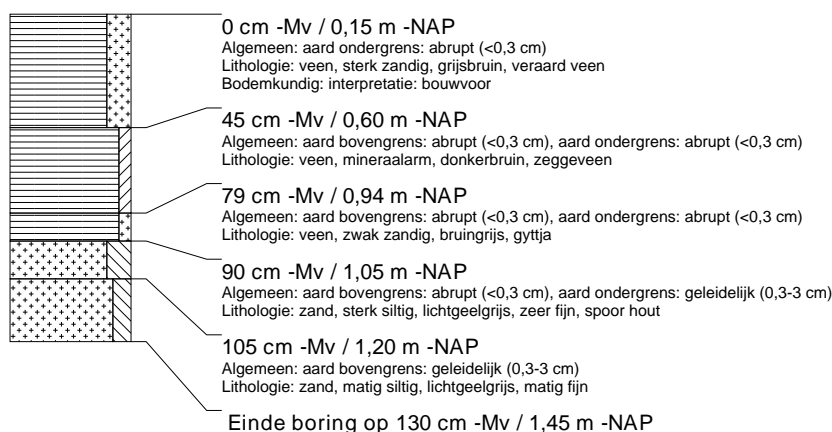 0 cm -Mv / 0,15 m -NAP
Algemeen: aard ondergrens: abrupt (<0,3 cm)
Lithologie: veen, sterk zandig, grijsbruin, veraard veen
Bodemkundig: interpretatie: bouwvoor
45 cm -Mv / 0,60 m -NAP
Algemeen: aard bovengrens: abrupt (<0,3 cm), aard ondergrens: abrupt (<0,3 cm)
Lithologie: veen, mineraalarm, donkerbruin, zeggeveen
79 cm -Mv / 0,94 m -NAP
Algemeen: aard bovengrens: abrupt (<0,3 cm), aard ondergrens: abrupt (<0,3 cm)
Lithologie: veen, zwak zandig, bruingrijs, gyttja
90 cm -Mv / 1,05 m -NAP
Algemeen: aard bovengrens: abrupt (<0,3 cm), aard ondergrens: geleidelijk (0,3-3 cm)
Lithologie: zand, sterk siltig, lichtgeelgrijs, zeer fijn, spoor hout
105 cm -Mv / 1,20 m -NAP
Algemeen: aard bovengrens: geleidelijk (0,3-3 cm)
Lithologie: zand, matig siltig, lichtgeelgrijs, matig fijn
Einde boring op 130 cm -Mv / 1,45 m -NAP